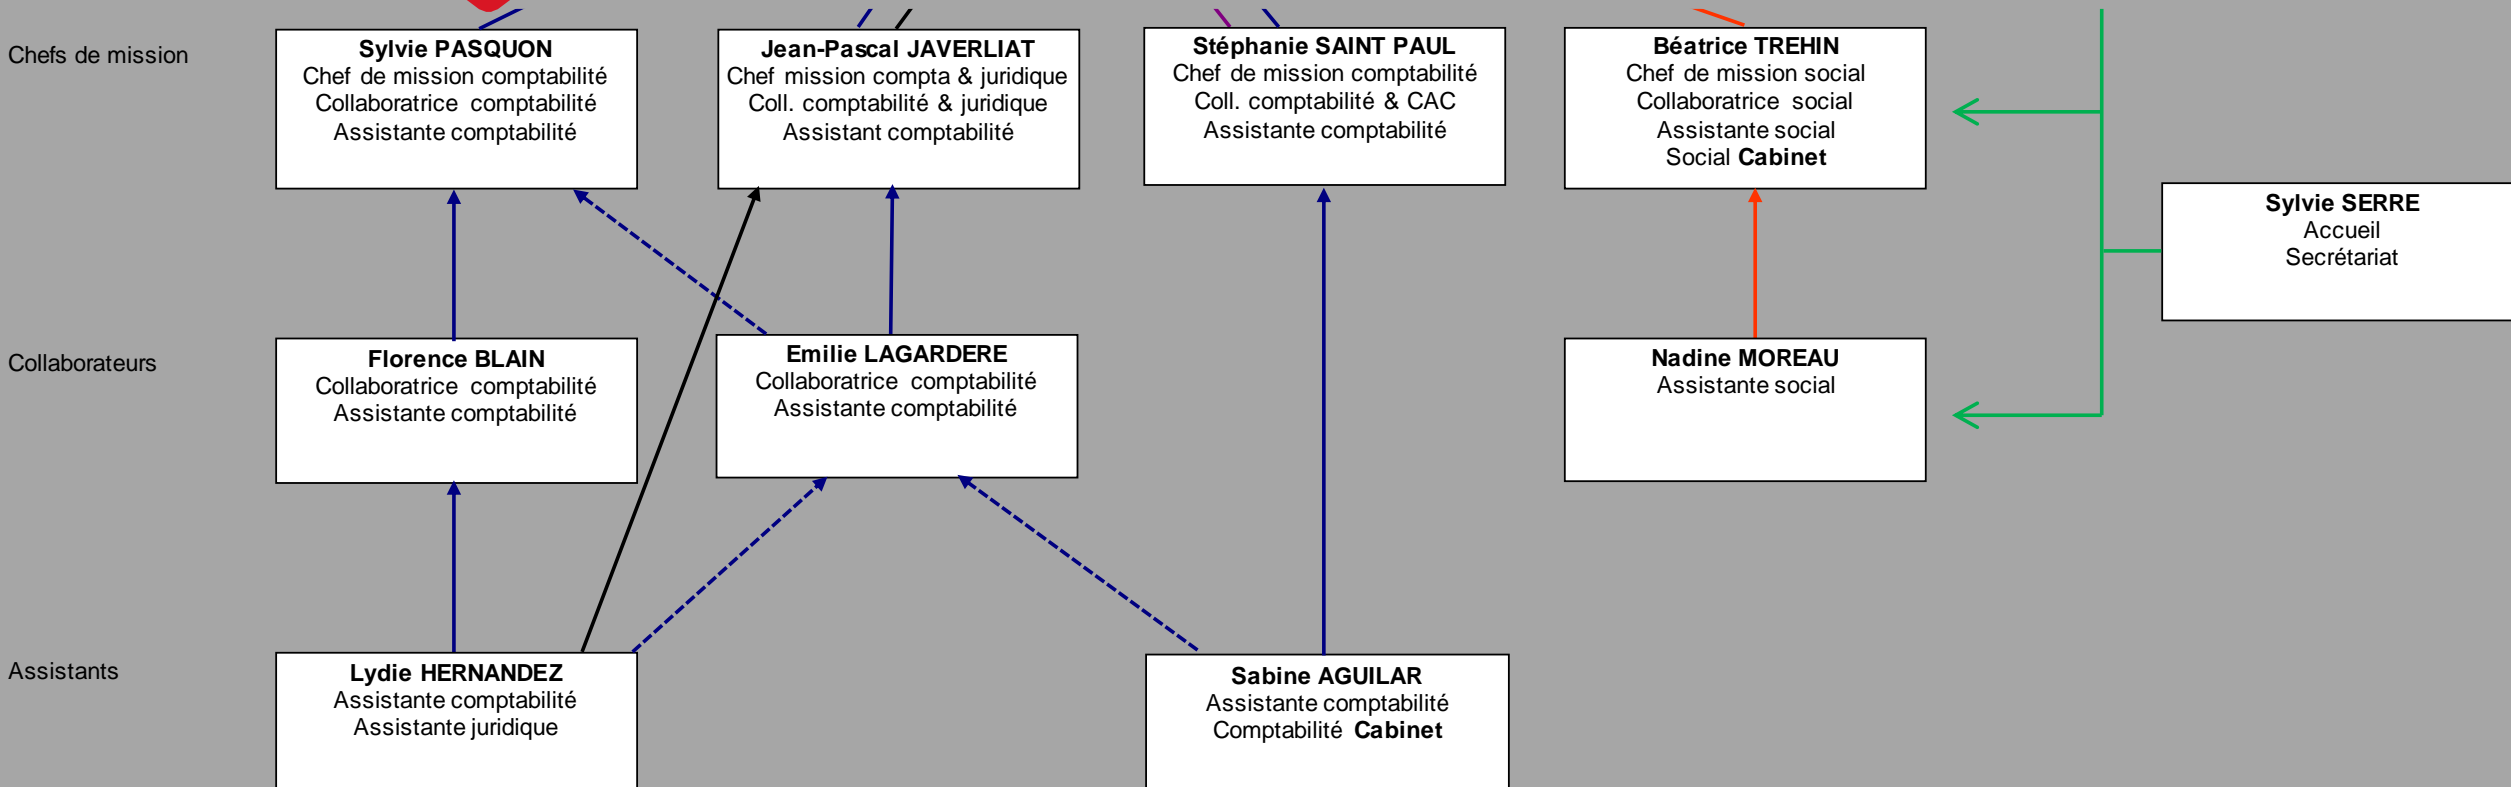 Chefs de mission
Sylvie PASQUON
Chef de mission comptabilité
Collaboratrice comptabilité
Assistante comptabilité
Jean-Pascal JAVERLIAT
Chef mission compta & juridique
Coll. comptabilité & juridique
Assistant comptabilité
Stéphanie SAINT PAUL
Chef de mission comptabilité
Coll. comptabilité & CAC
Assistante comptabilité
Béatrice TREHIN
Chef de mission social
Collaboratrice social
Assistante social
Social Cabinet
Sylvie SERRE
Accueil
Secrétariat
Collaborateurs
Florence BLAIN
Collaboratrice comptabilité
Assistante comptabilité
Emilie LAGARDERE
Collaboratrice comptabilité
Assistante comptabilité
Nadine MOREAU
Assistante social
Assistants
Lydie HERNANDEZ
Assistante comptabilité
Assistante juridique
Sabine AGUILAR
Assistante comptabilité
Comptabilité Cabinet